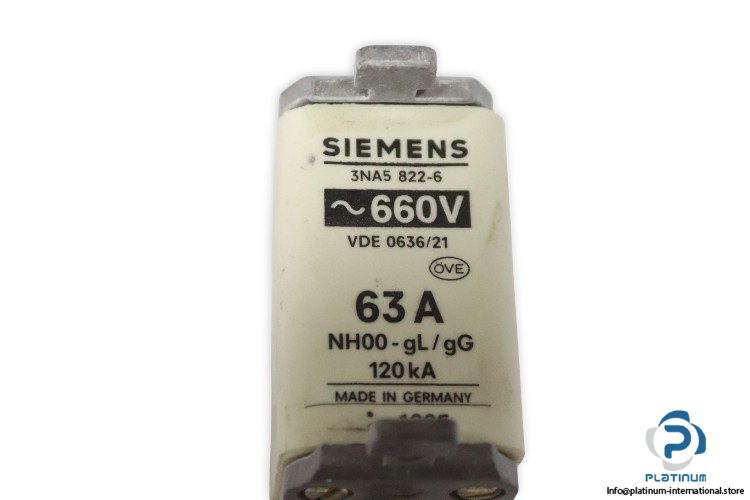 SIEMENS
3NA5 822-6
~660V
VDE 0636/21
ÖVE
63 A
NH00 - gL / gG
120 kA
MADE IN GERMANY
PLATINUM
Info@platinum-international.store